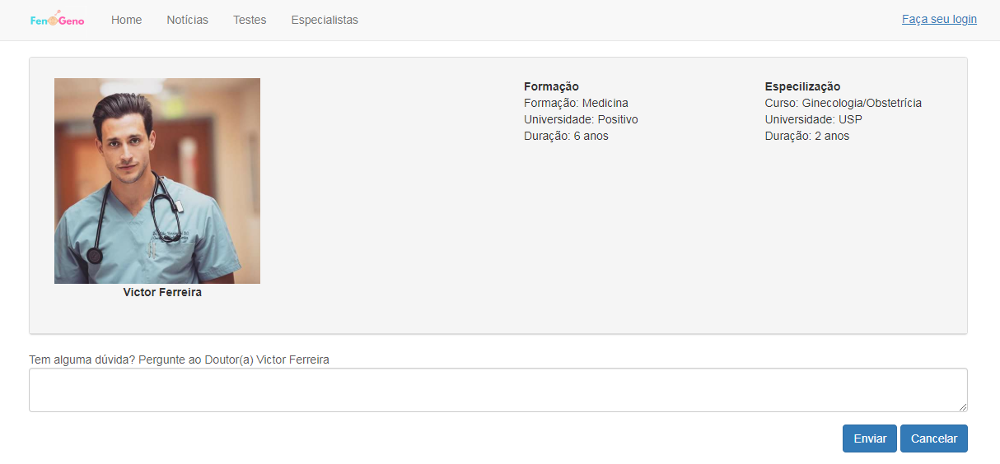 FenoGeno Home Notícias Testes Especialistas Faça seu login
Formação
Formação: Medicina
Universidade: Positivo
Duração: 6 anos
Especilização
Curso: Ginecologia/Obstetrícia
Universidade: USP
Duração: 2 anos
Victor Ferreira
Tem alguma dúvida? Pergunte ao Doutor(a) Victor Ferreira
Enviar Cancelar